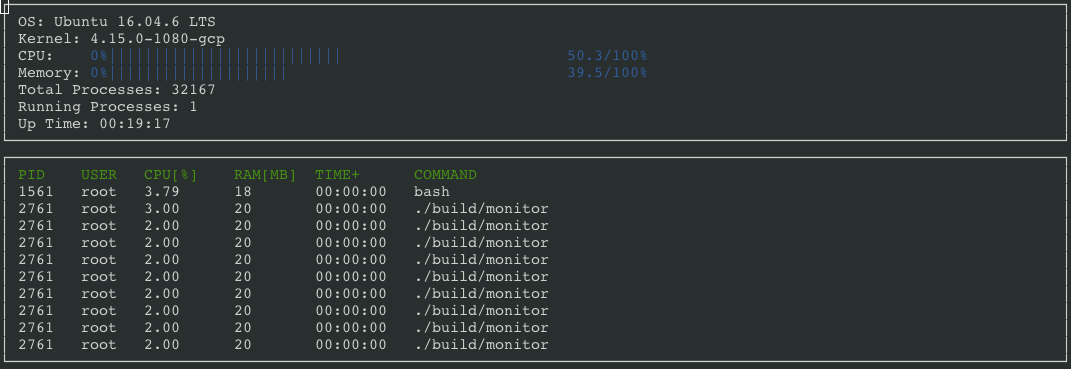 OS: Ubuntu 16.04.6 LTS
Kernel: 4.15.0-1080-gcp
CPU: 0%|||||||||||||||||||||||||| 50.3/100%
Memory: 0%|||||||||||||||||||| 39.5/100%
Total Processes: 32167
Running Processes: 1
Up Time: 00:19:17
PID USER CPU[%] RAM[MB] TIME+ COMMAND
1561 root 3.79 18 00:00:00 bash
2761 root 3.00 20 00:00:00 ./build/monitor
2761 root 2.00 20 00:00:00 ./build/monitor
2761 root 2.00 20 00:00:00 ./build/monitor
2761 root 2.00 20 00:00:00 ./build/monitor
2761 root 2.00 20 00:00:00 ./build/monitor
2761 root 2.00 20 00:00:00 ./build/monitor
2761 root 2.00 20 00:00:00 ./build/monitor
2761 root 2.00 20 00:00:00 ./build/monitor
2761 root 2.00 20 00:00:00 ./build/monitor